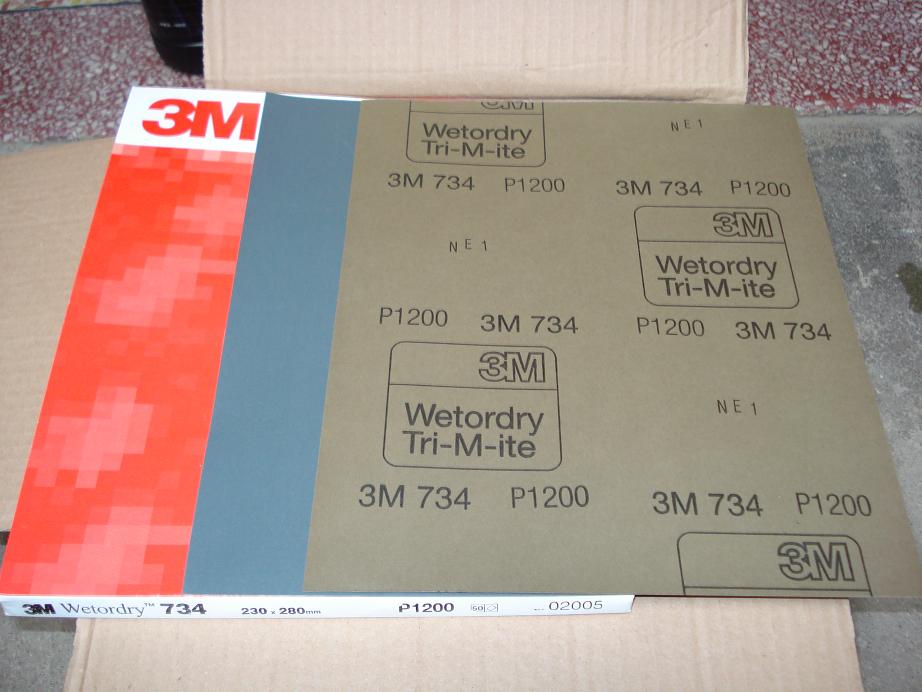 3M
3M
Wetordry
Tri-M-ite
NE1
3M 734 P1200 3M 734 P1200
3M
Wetordry
Tri-M-ite
NE1
P1200 3M 734 P1200 3M 734
3M
Wetordry
Tri-M-ite
NE1
3M 734 P1200 3M 734 P1200
3M
3M Wetordry™ 734 230 x 280mm P1200 50 02005